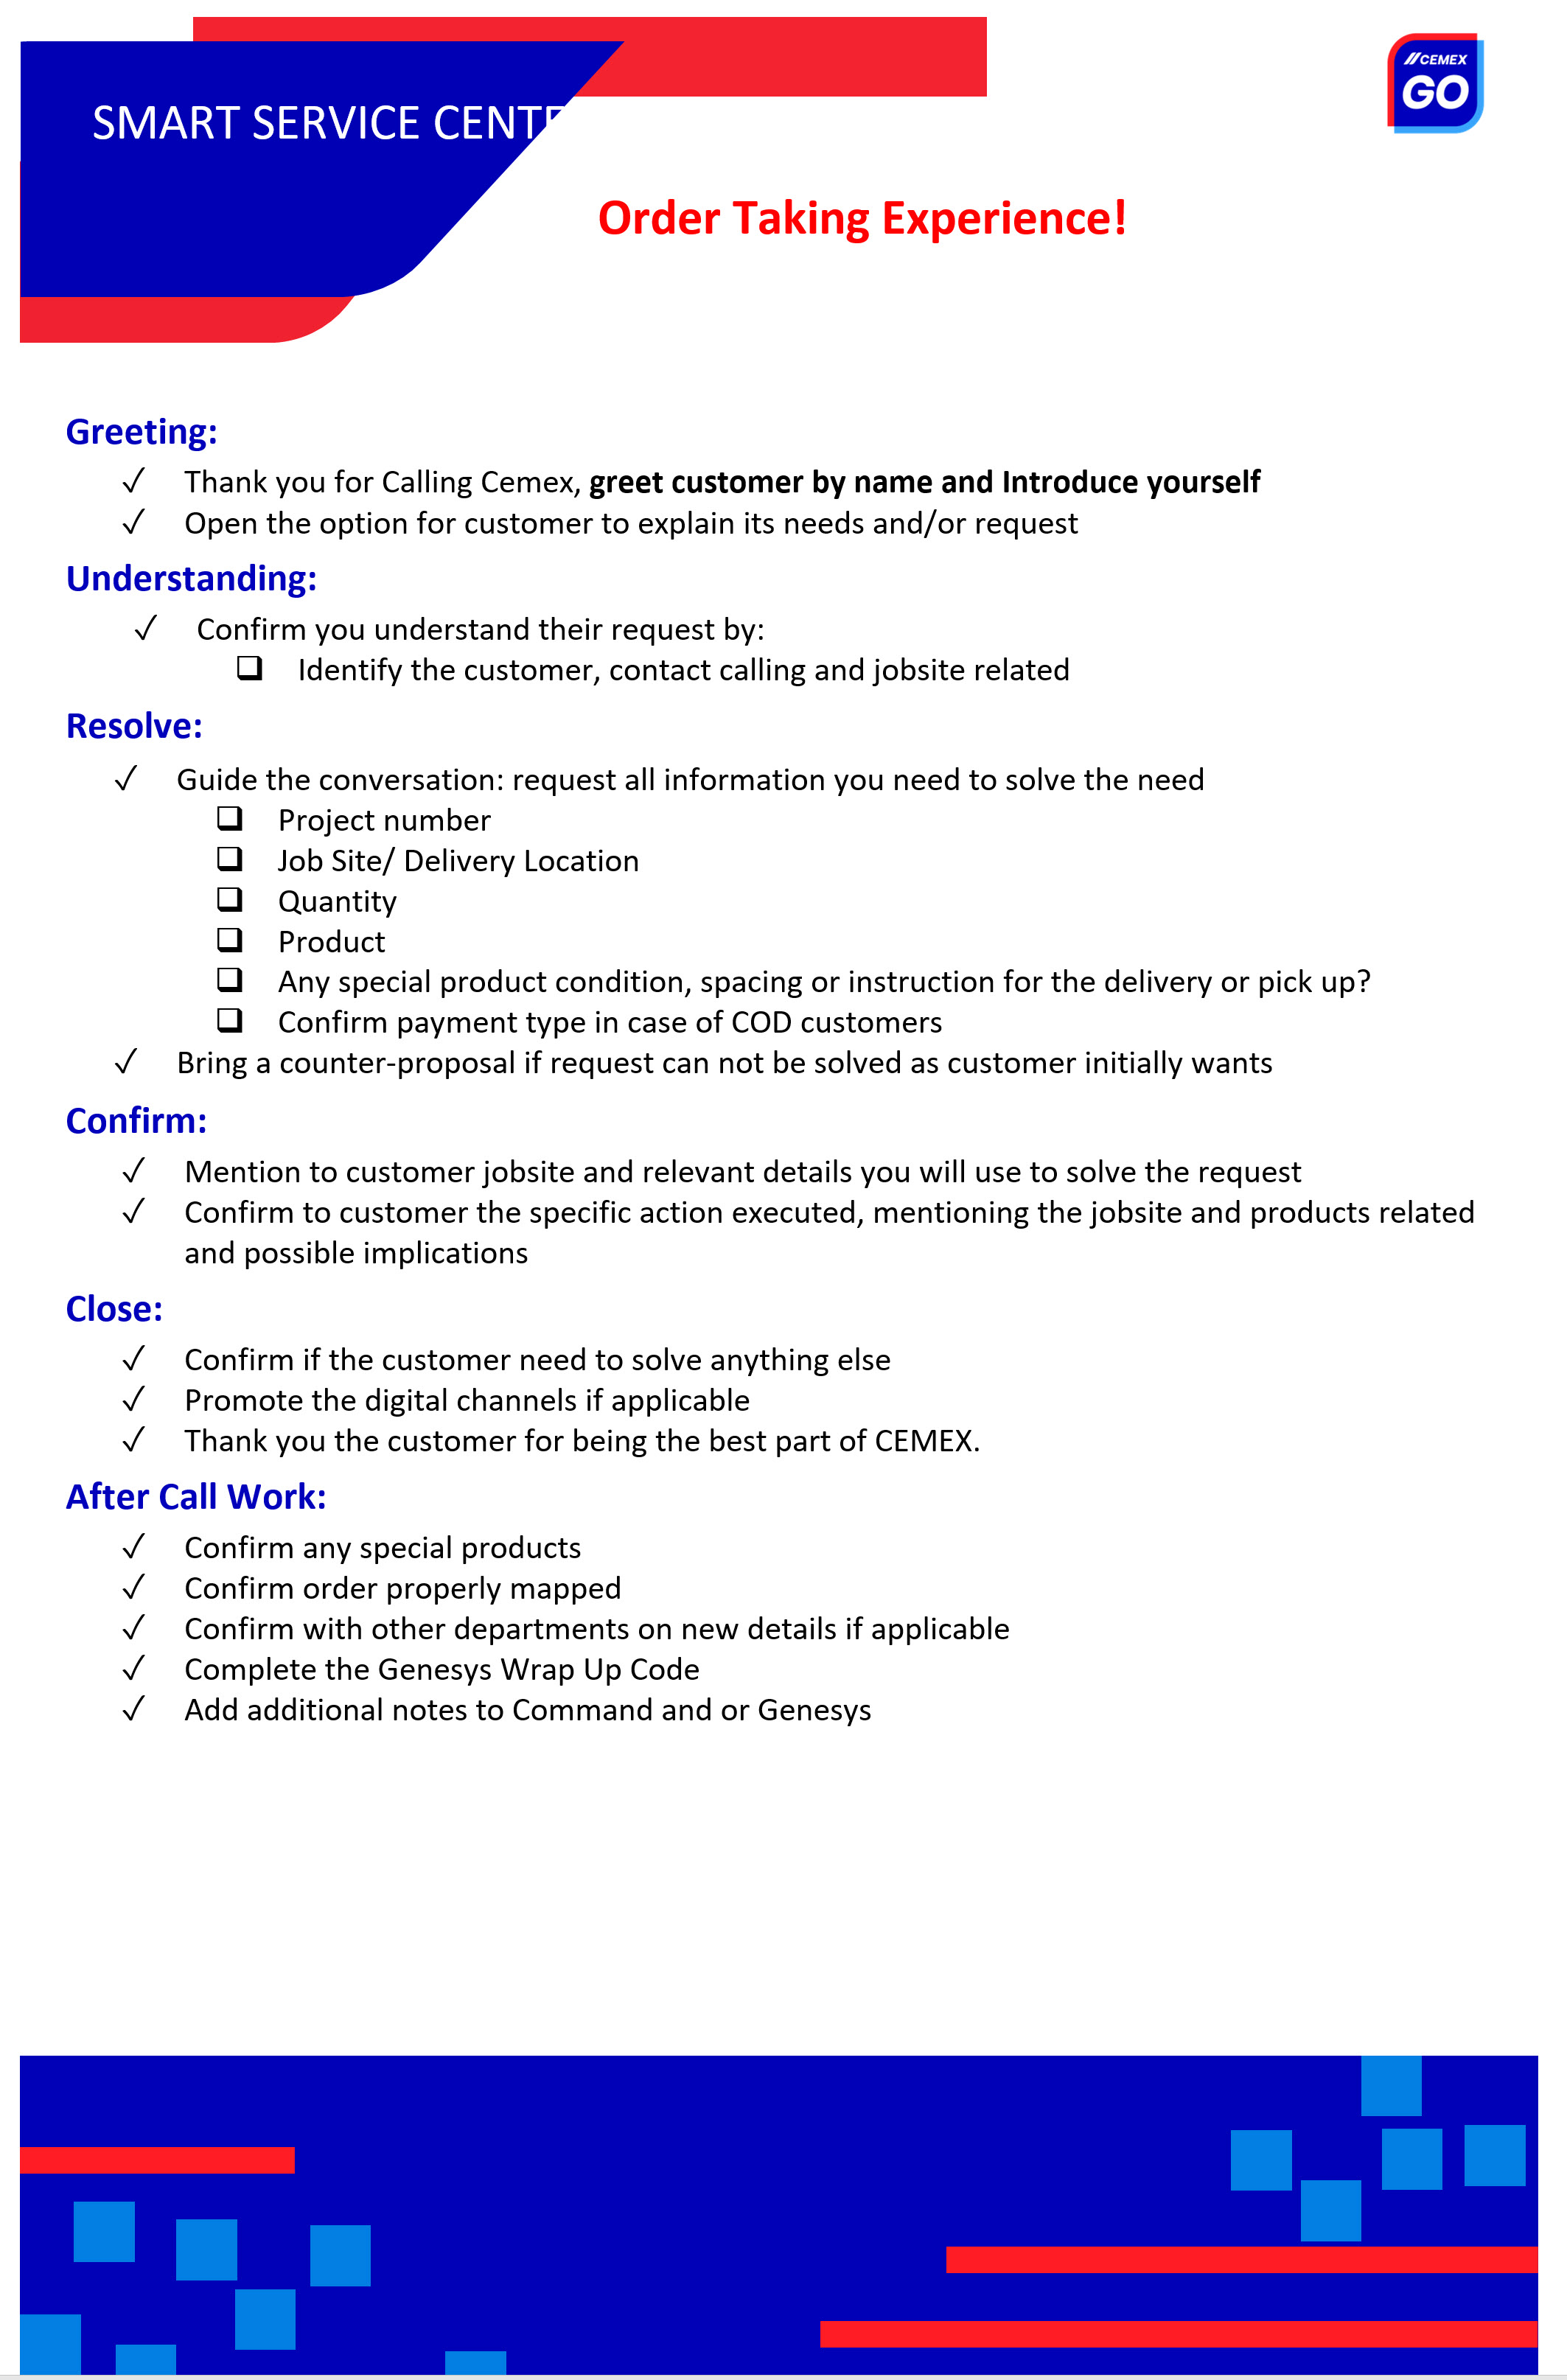 SMART SERVICE CENTE
//CEMEX
GO
Order Taking Experience!
Greeting:
✓ Thank you for Calling Cemex, greet customer by name and Introduce yourself
✓ Open the option for customer to explain its needs and/or request
Understanding:
✓ Confirm you understand their request by:
❑ Identify the customer, contact calling and jobsite related
Resolve:
✓ Guide the conversation: request all information you need to solve the need
❑ Project number
❑ Job Site/ Delivery Location
❑ Quantity
❑ Product
❑ Any special product condition, spacing or instruction for the delivery or pick up?
❑ Confirm payment type in case of COD customers
✓ Bring a counter-proposal if request can not be solved as customer initially wants
Confirm:
✓ Mention to customer jobsite and relevant details you will use to solve the request
✓ Confirm to customer the specific action executed, mentioning the jobsite and products related
and possible implications
Close:
✓ Confirm if the customer need to solve anything else
✓ Promote the digital channels if applicable
✓ Thank you the customer for being the best part of CEMEX.
After Call Work:
✓ Confirm any special products
✓ Confirm order properly mapped
✓ Confirm with other departments on new details if applicable
✓ Complete the Genesys Wrap Up Code
✓ Add additional notes to Command and or Genesys